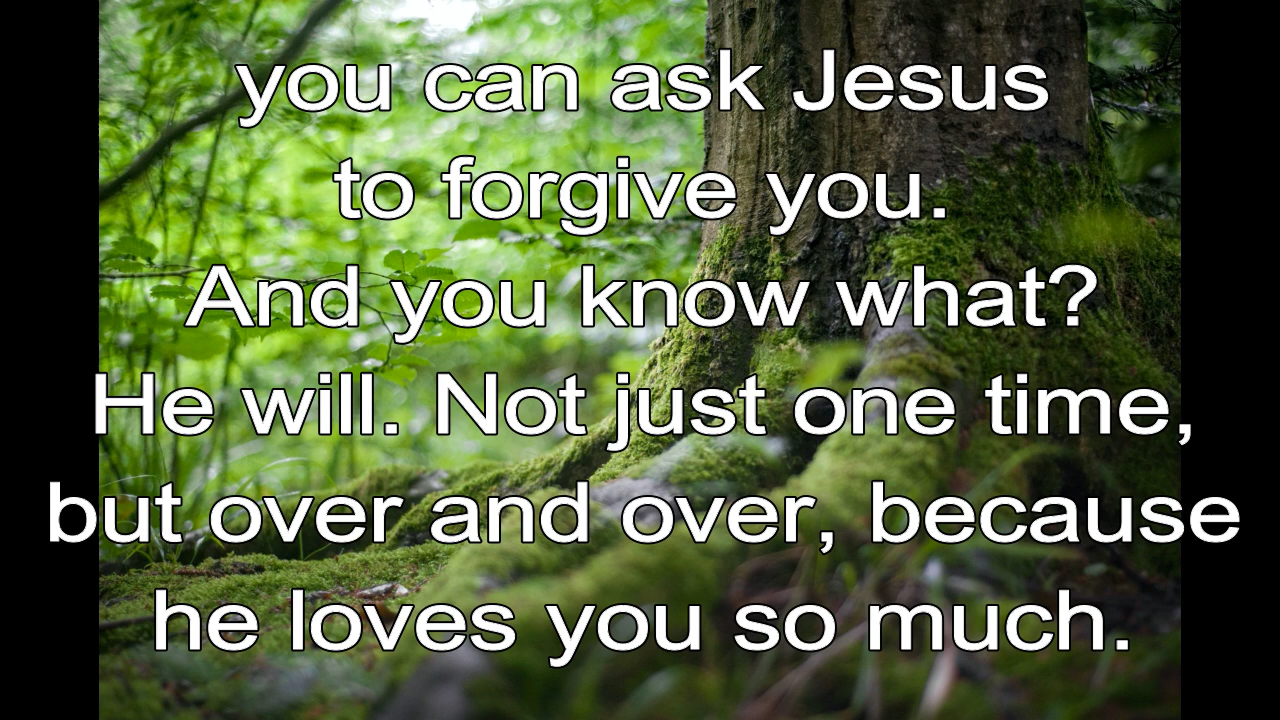 you can ask Jesus
to forgive you.
And you know what?
He will. Not just one time,
but over and over, because
he loves you so much.